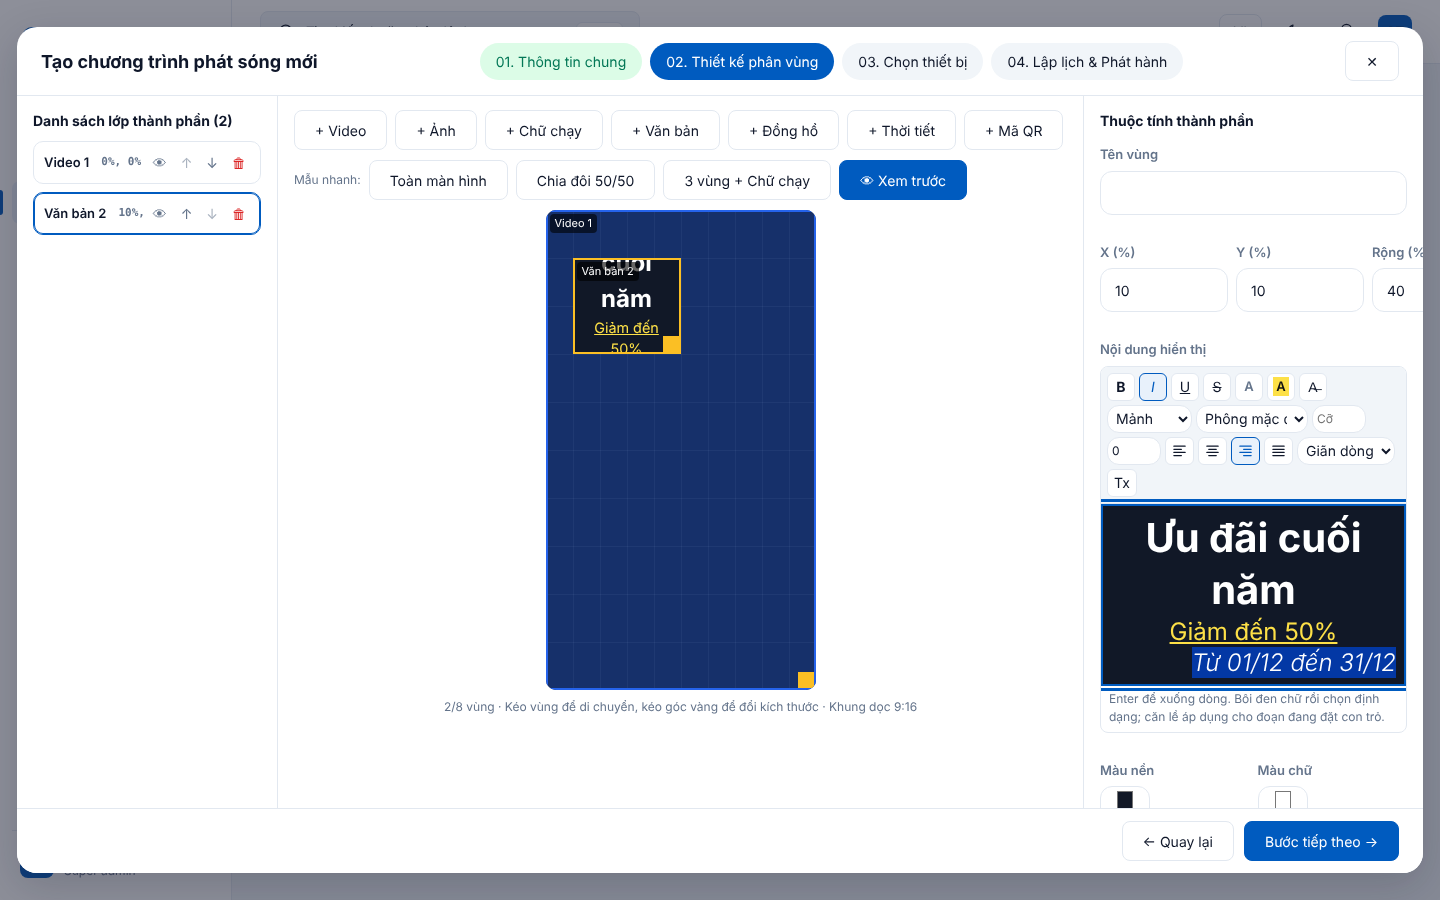 Tạo chương trình phát sóng mới
01. Thông tin chung
02. Thiết kế phân vùng
03. Chọn thiết bị
04. Lập lịch & Phát hành
×
Danh sách lớp thành phần (2)
Video 1 0%, 0%
Văn bản 2 10%,
+ Video
+ Ảnh
+ Chữ chạy
+ Văn bản
+ Đồng hồ
+ Thời tiết
+ Mã QR
Mẫu nhanh:
Toàn màn hình
Chia đôi 50/50
3 vùng + Chữ chạy
Xem trước
Video 1
Văn bản 2
cuối
năm
Giảm đến
50%
2/8 vùng · Kéo vùng để di chuyển, kéo góc vàng để đổi kích thước · Khung dọc 9:16
Thuộc tính thành phần
Tên vùng
X (%)
Y (%)
Rộng (%
10
10
40
Nội dung hiển thị
B I U S A A A
Mảnh
Phông mặc
Cỡ
0
Giãn dòng
Tx
Ưu đãi cuối
năm
Giảm đến 50%
Từ 01/12 đến 31/12
Enter để xuống dòng. Bôi đen chữ rồi chọn định
dạng; căn lề áp dụng cho đoạn đang đặt con trỏ.
Màu nền
Màu chữ
← Quay lại
Bước tiếp theo →